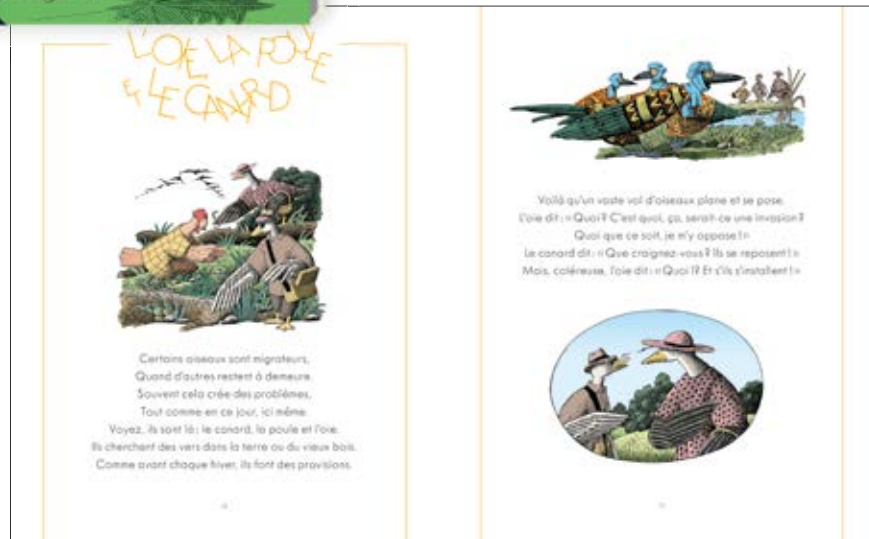 L'OIE, LA POULE
ET LE CANARD
Certains oiseaux sont migrateurs,
Quand d'autres restent à demeure.
Souvent cela crée des problèmes,
Tout comme en ce jour, ici même.
Voyez, ils sont là : le canard, la poule et l'oie.
Ils cherchent des vers dans la terre ou du vieux bois.
Comme avant chaque hiver, ils font des provisions.
Voilà qu'un vaste vol d'oiseaux plane et se pose.
L'oie dit : « Quoi ? C'est quoi, ça, serait ce une invasion ?
Quoi que ce soit, je m'y oppose ! »
Le canard dit : « Que craignez-vous ? Ils se reposent ! »
Mais, coléreuse, l'oie dit : « Quoi !? Et s'ils s'installent ! »